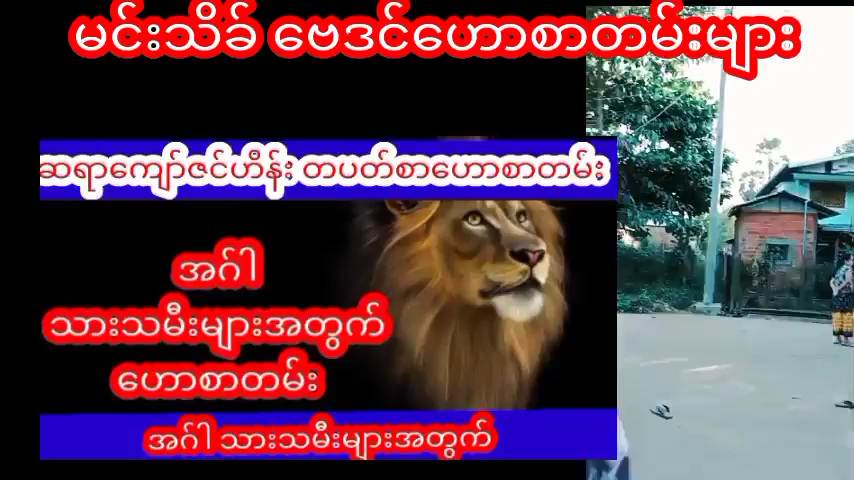 မင်းသိခ် ဗေဒင်ဟောစာတမ်းများ
ဆရာကျော်ဇင်ဟိန်း တပတ်စာဟောစာတမ်း
အင်္ဂါ
သားသမီးများအတွက်
ဟောစာတမ်း
အင်္ဂါ သားသမီးများအတွက်